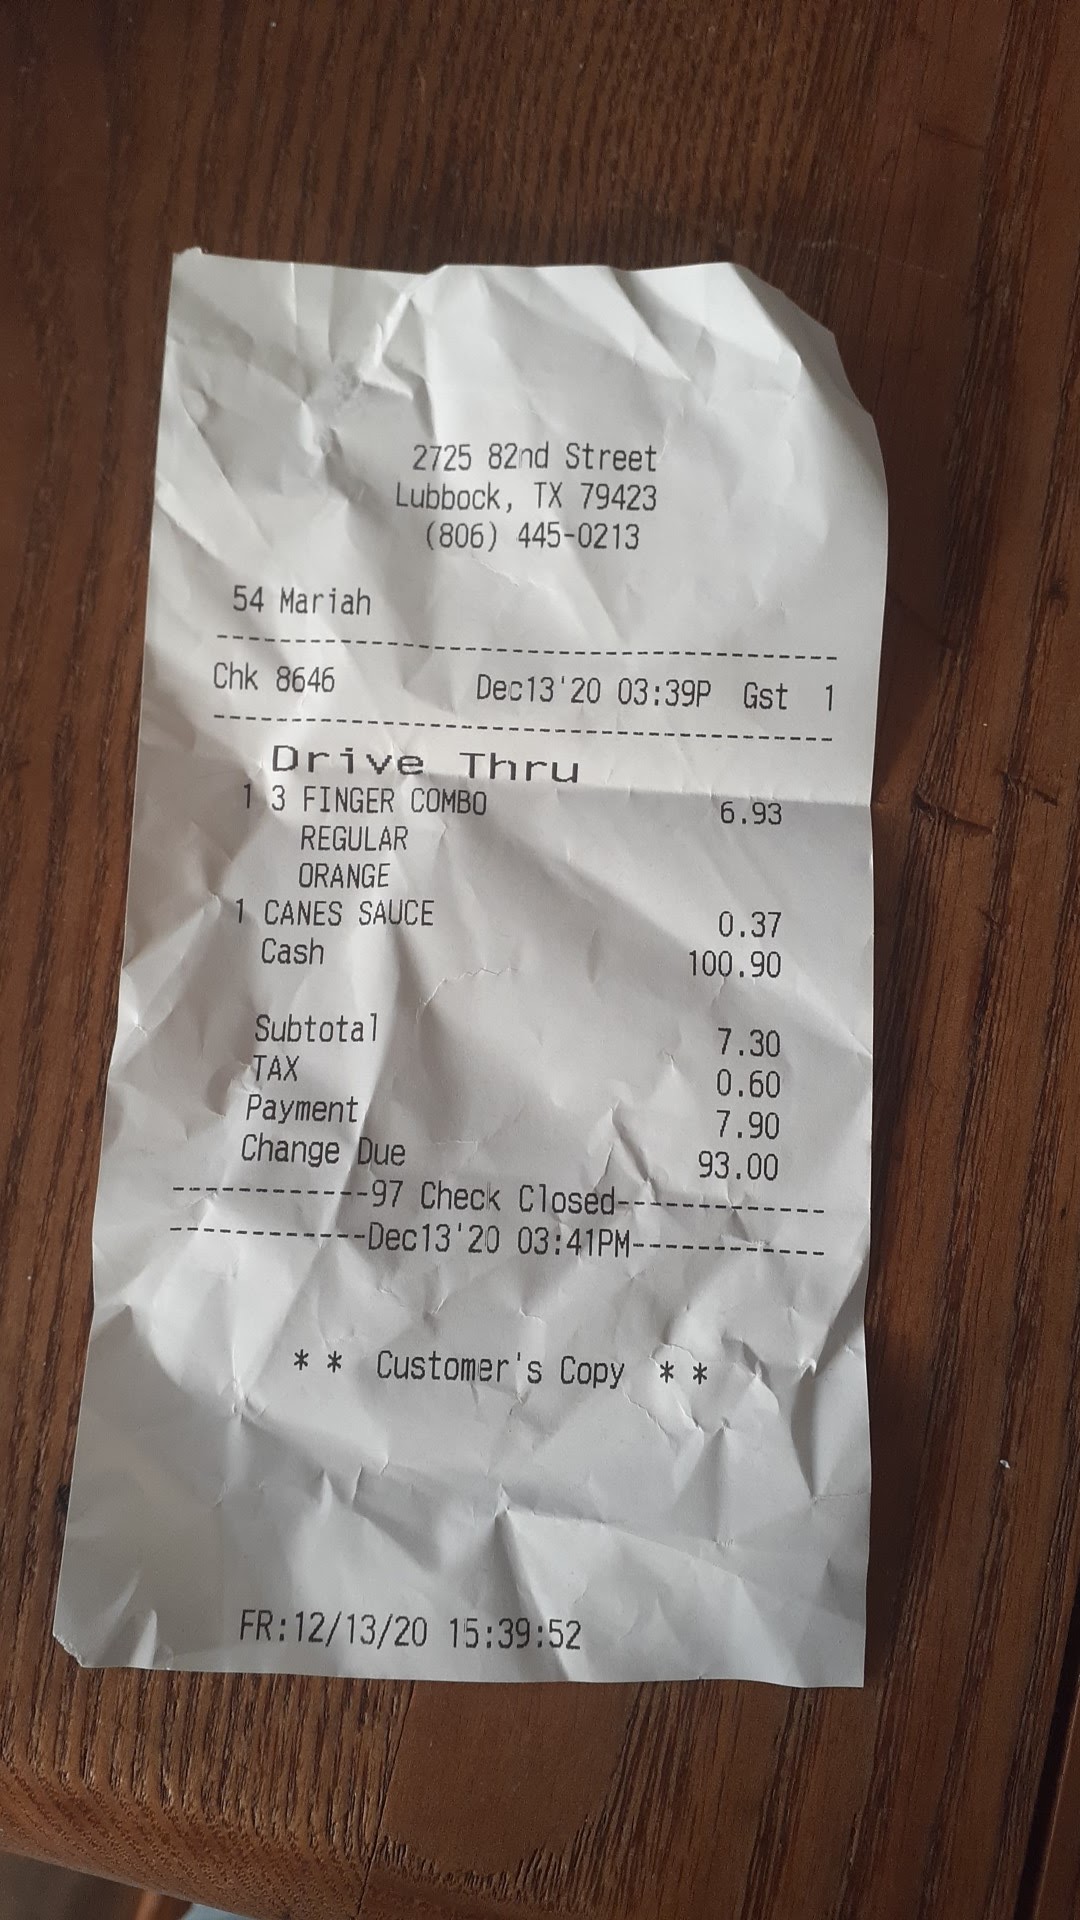 2725 82nd Street
Lubbock, TX 79423
(806) 445-0213
54 Mariah
----------------------------------------
Chk 8646 Dec13'20 03:39P Gst 1
----------------------------------------
Drive Thru
1 3 FINGER COMBO 6.93
REGULAR
ORANGE
1 CANES SAUCE 0.37
Cash 100.90
Subtotal 7.30
TAX 0.60
Payment 7.90
Change Due 93.00
------------97 Check Closed------------
------------Dec13'20 03:41PM------------
* * Customer's Copy * *
FR:12/13/20 15:39:52